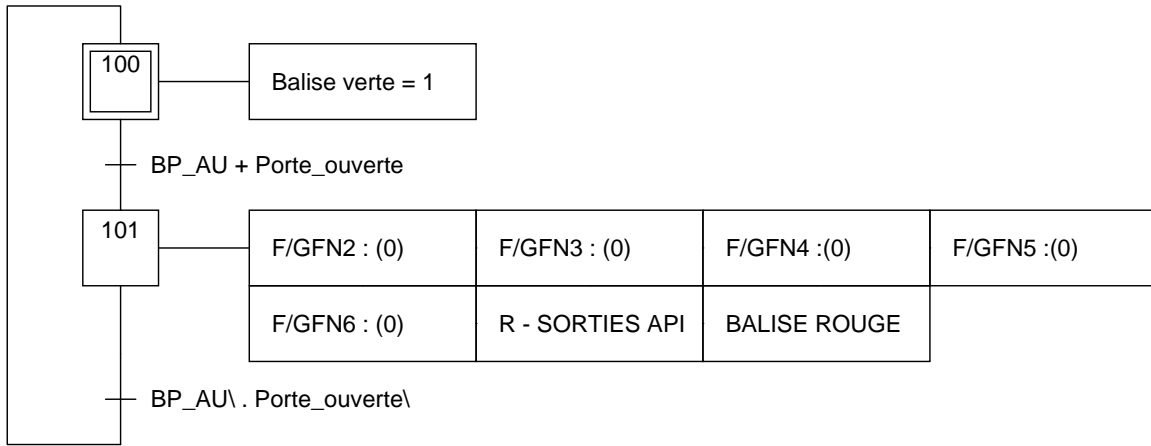 100
Balise verte = 1
BP_AU + Porte_ouverte
101
F/GFN2 : (0)
F/GFN3 : (0)
F/GFN4 :(0)
F/GFN5 :(0)
F/GFN6 : (0)
R - SORTIES API
BALISE ROUGE
BP_AU\ . Porte_ouverte\